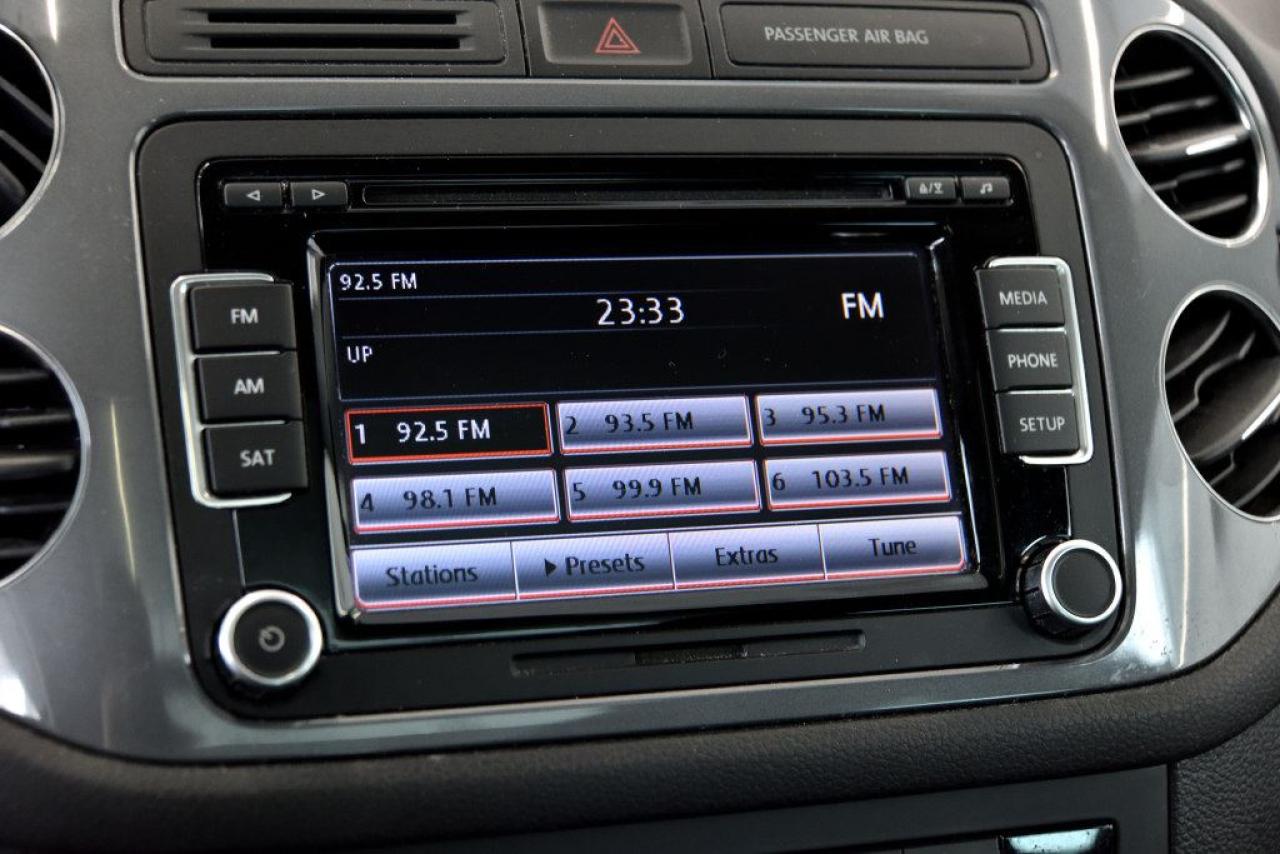 PASSENGER AIR BAG
92.5 FM
23:33
FM
UP
FM
AM
SAT
MEDIA
PHONE
SETUP
1 92.5 FM
2 93.5 FM
3 95.3 FM
4 98.1 FM
5 99.9 FM
6 103.5 FM
Stations
Presets
Extras
Tune